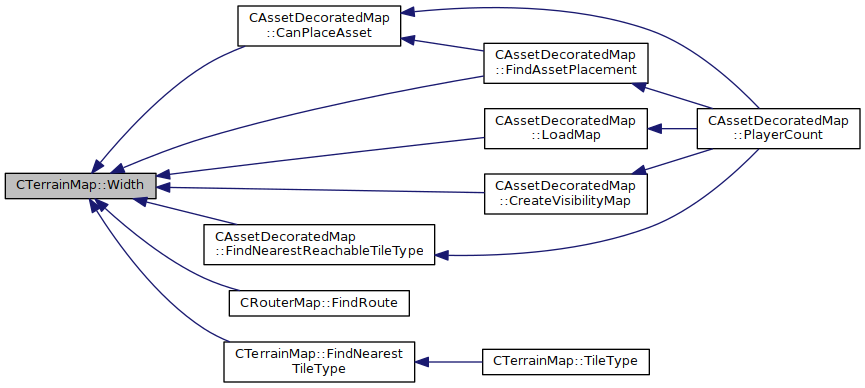 CAssetDecoratedMap
::CanPlaceAsset
CAssetDecoratedMap
::FindAssetPlacement
CAssetDecoratedMap
::LoadMap
CAssetDecoratedMap
::PlayerCount
CTerrainMap::Width
CAssetDecoratedMap
::CreateVisibilityMap
CAssetDecoratedMap
::FindNearestReachableTileType
CRouterMap::FindRoute
CTerrainMap::FindNearest
TileType
CTerrainMap::TileType